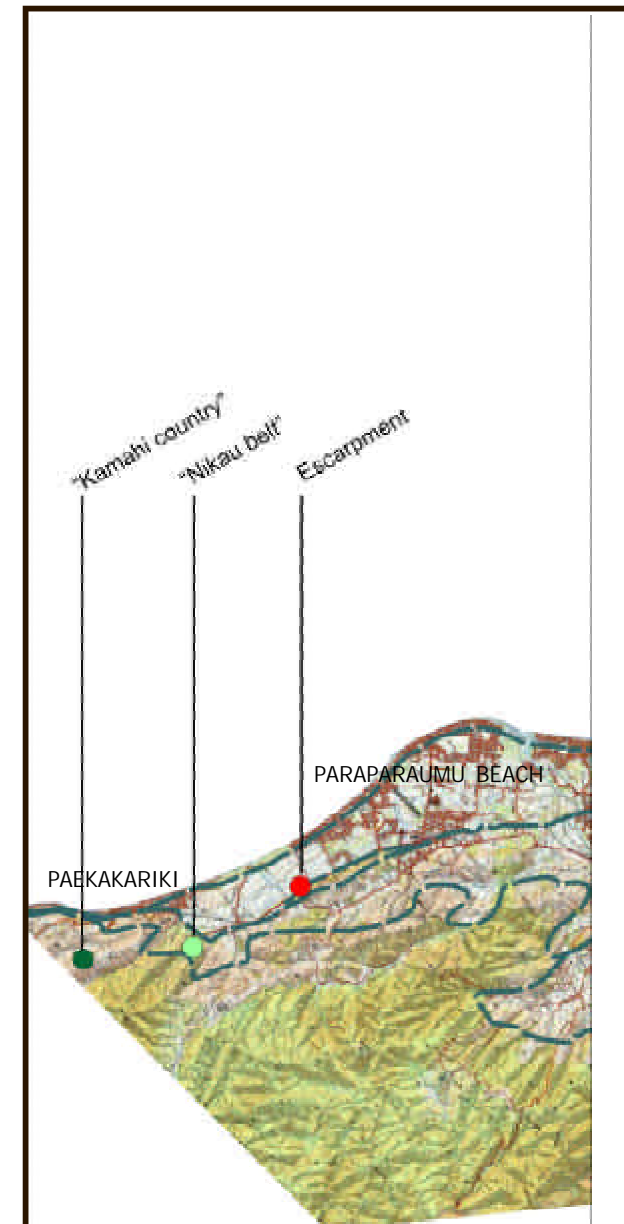 "Kamahi country"
"Nikau belt"
Escarpment
PARAPARAUMU BEACH
PAEKAKARIKI